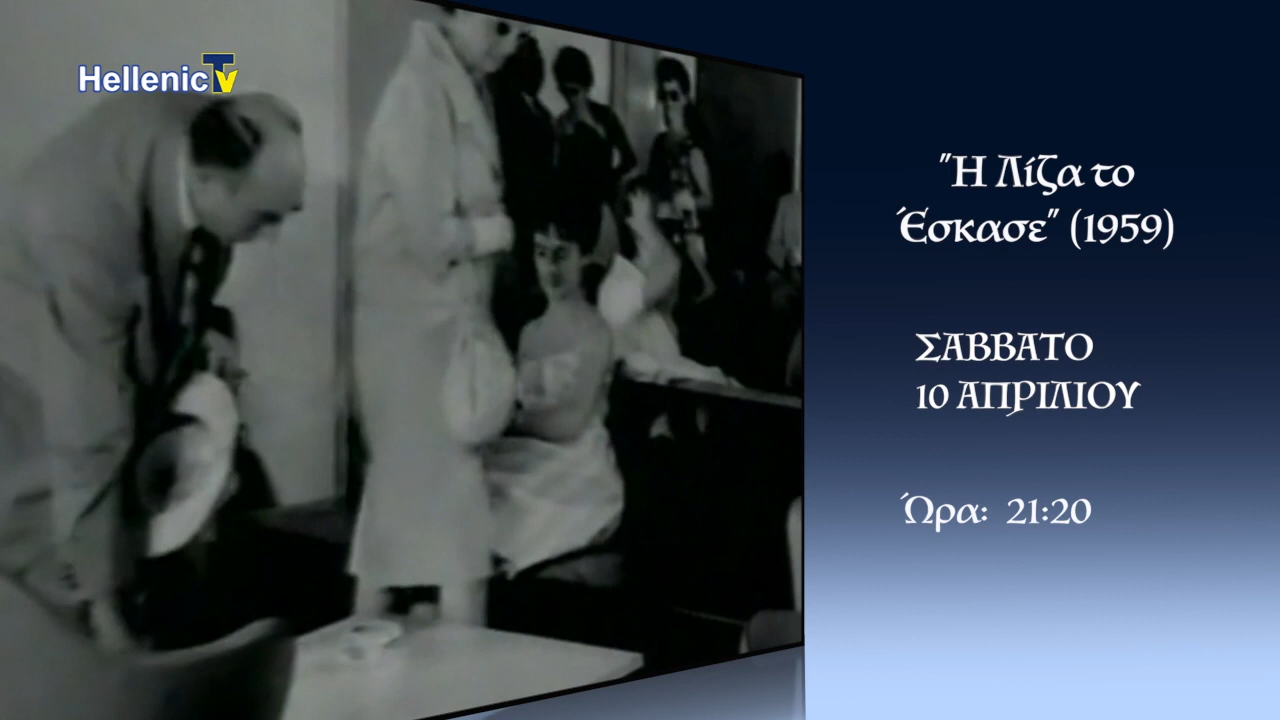 HellenicTv
"Η Λίζα το
Έσκασε" (1959)
ΣΑΒΒΑΤΟ
10 ΑΠΡΙΛΙΟΥ
Ώρα: 21:20